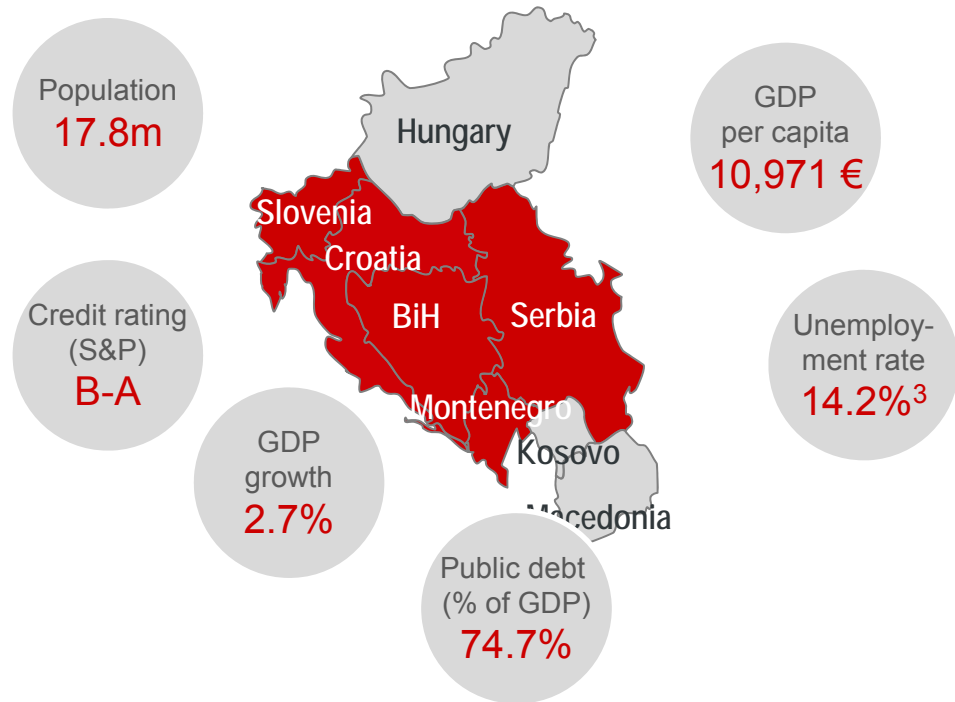 Population
17.8m
Hungary
GDP
per capita
10,971 €
Slovenia
Croatia
Credit rating
(S&P)
B-A
BiH
Serbia
Unemploy-
ment rate
14.2%³
Montenegro
GDP
growth
2.7%
Kosovo
Macedonia
Public debt
(% of GDP)
74.7%